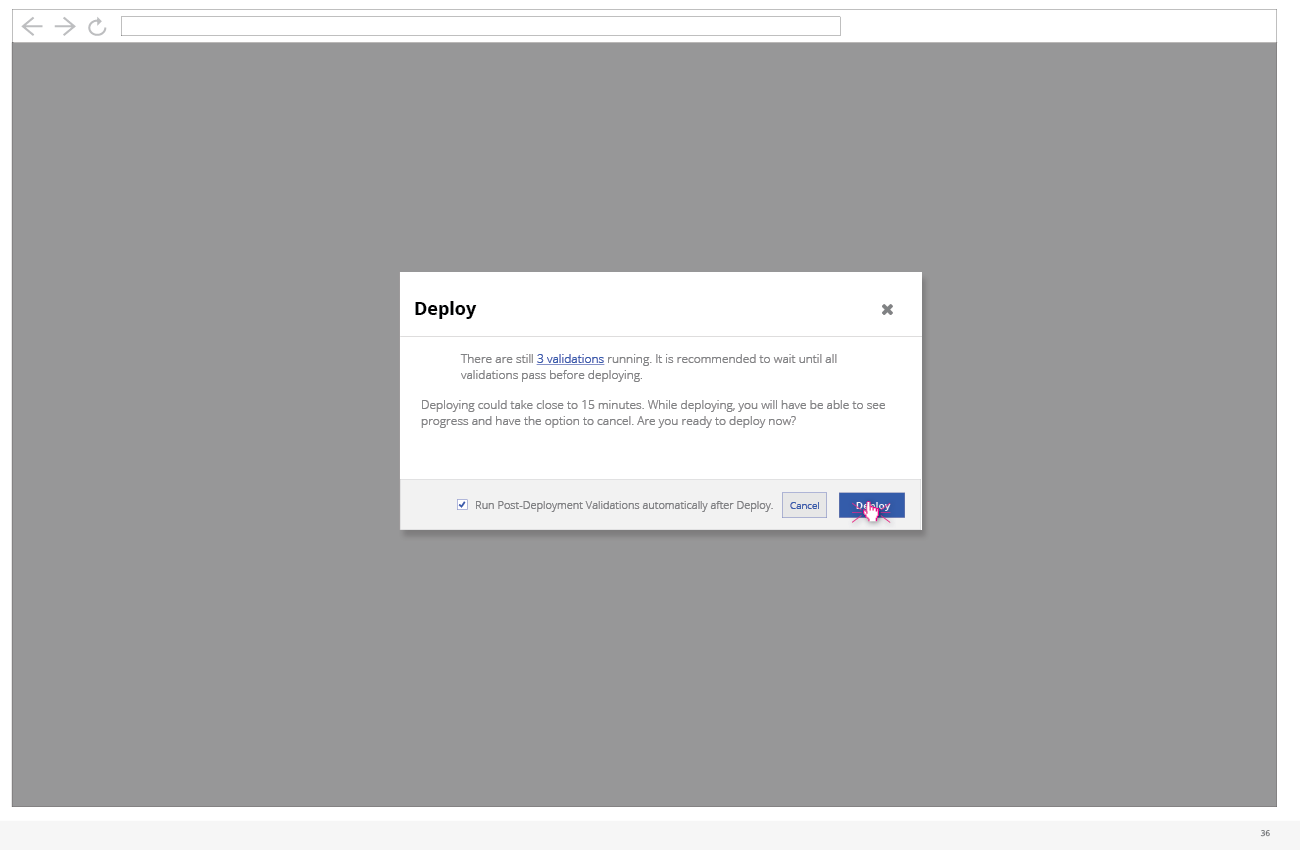 Deploy
There are still 3 validations running. It is recommended to wait until all
validations pass before deploying.
Deploying could take close to 15 minutes. While deploying, you will have be able to see
progress and have the option to cancel. Are you ready to deploy now?
Run Post-Deployment Validations automatically after Deploy.
Cancel
Deploy
36